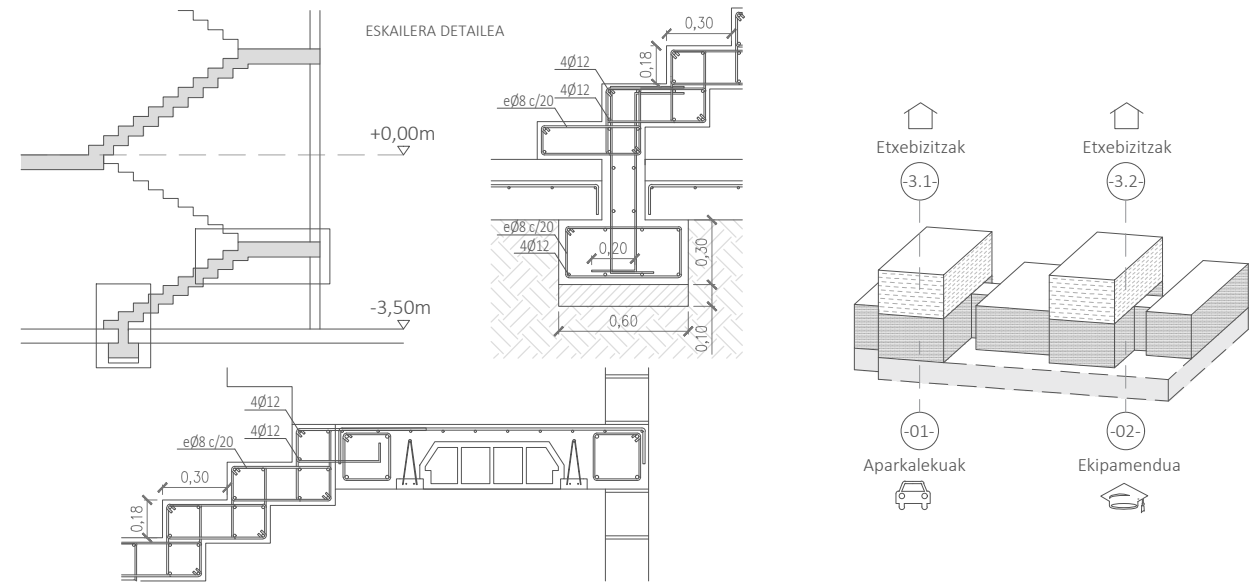 ESKAILERA DETAILEA
+0,00m
-3,50m
0,30
0,18
4Ø12
4Ø12
eØ8 c/20
eØ8 c/20
4Ø12
0,20
0,30
0,60
0,10
4Ø12
4Ø12
eØ8 c/20
0,30
0,18
Etxebizitzak
-3.1-
Etxebizitzak
-3.2-
-01-
Aparkalekuak
-02-
Ekipamendua